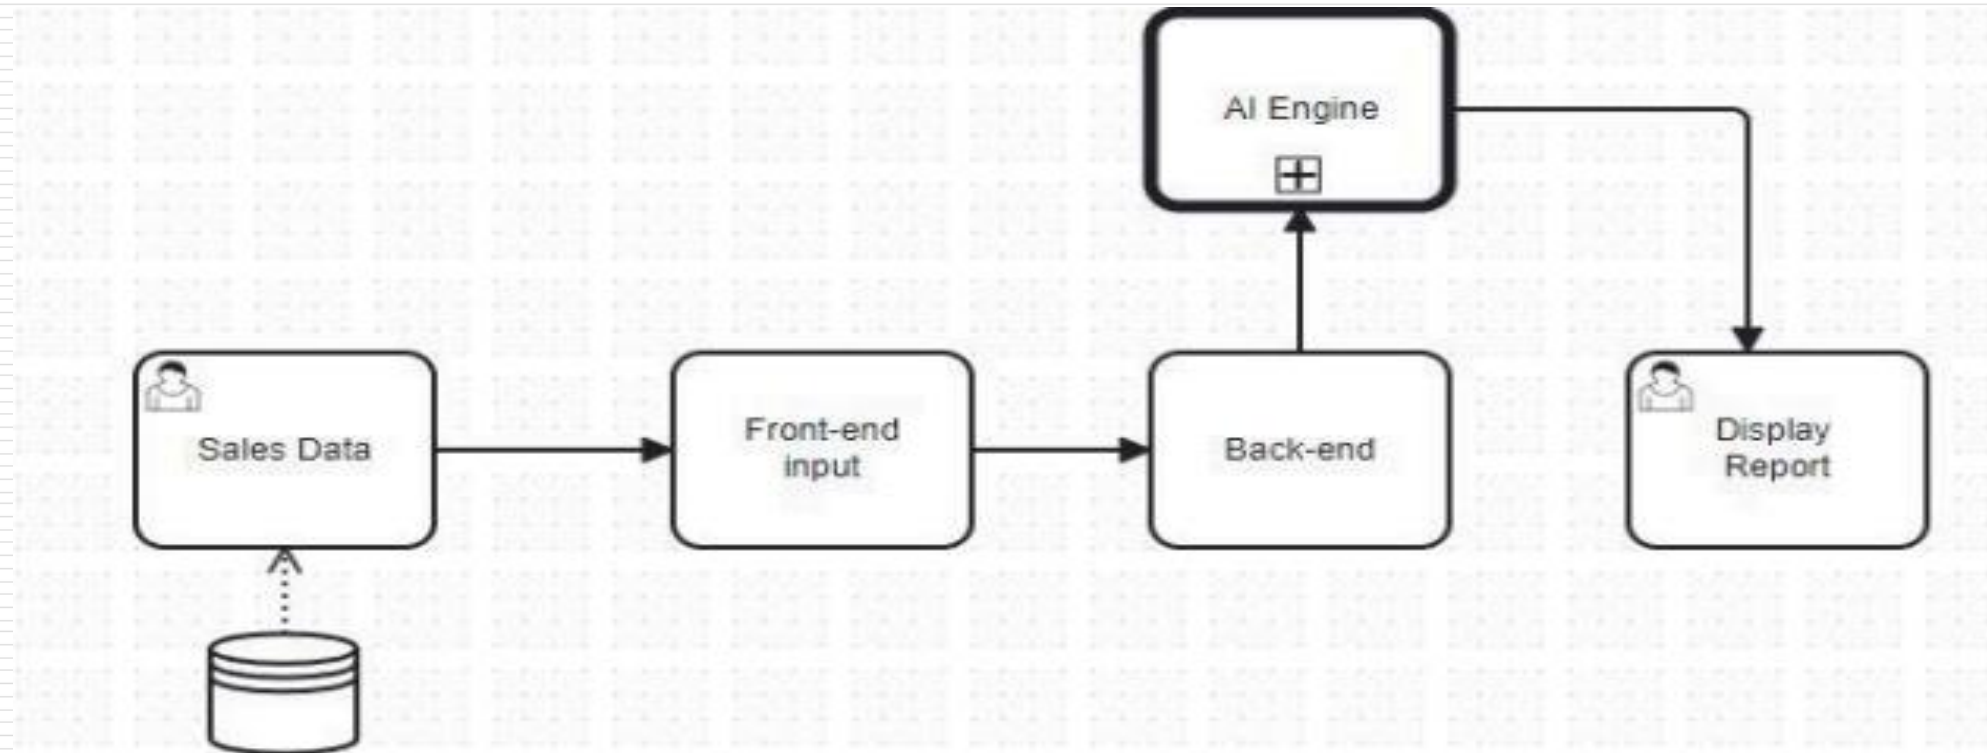 AI Engine
Sales Data
Front-end
input
Back-end
Display
Report